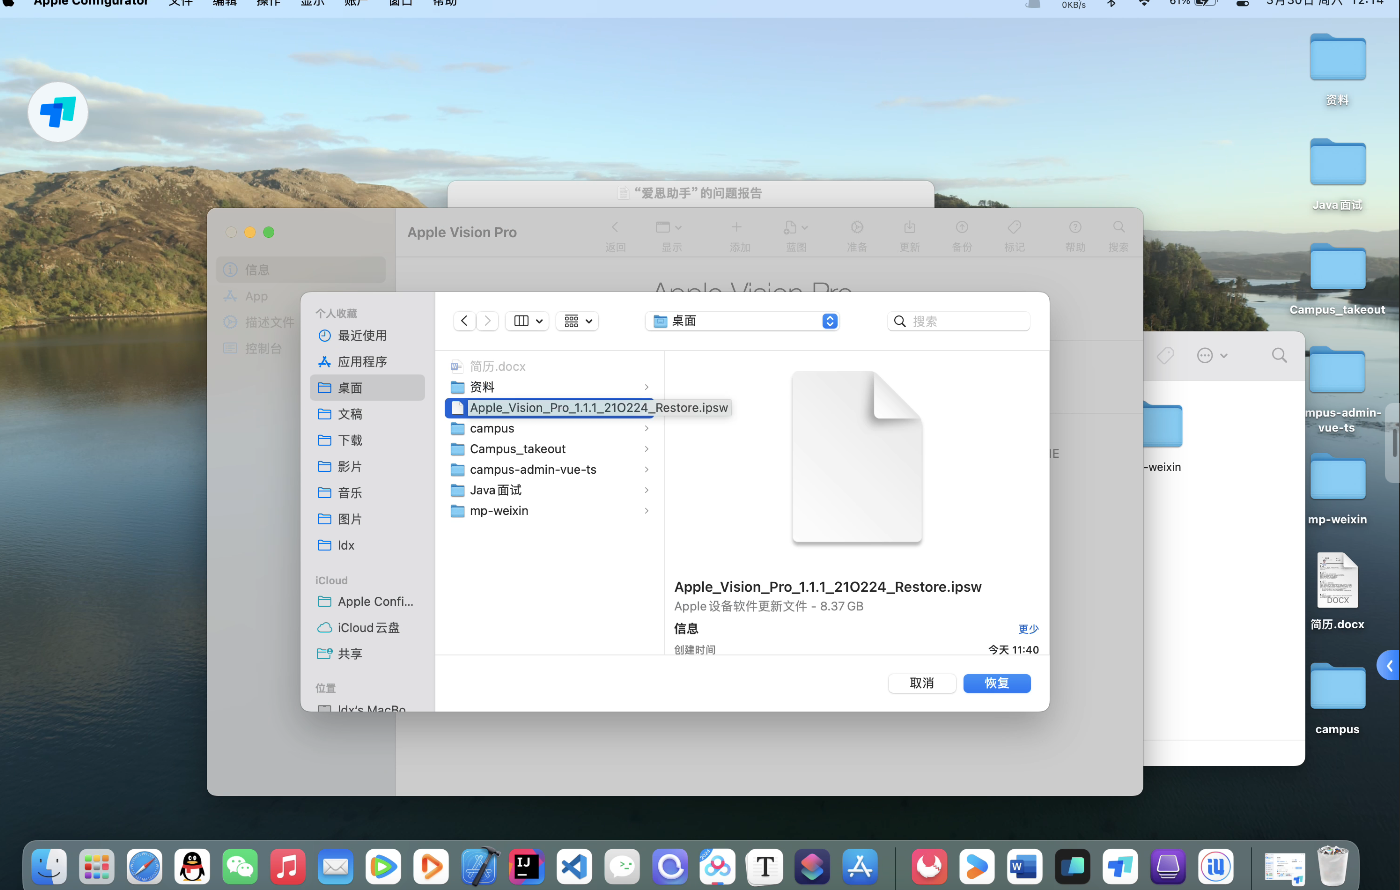 Apple Configurator 文件 编辑 操作 显示 账户 窗口 帮助
0KB/s
61%
3月30日 周六 12:14
资料
Java面试
Campus_takeout
mpus-admin-
vue-ts
mp-weixin
DOCX
简历.docx
campus
“爱思助手”的问题报告
Apple Vision Pro
返回
显示
添加
蓝图
准备
更新
备份
标记
帮助
搜索
信息
App
描述文件
控制台
Apple Vision Pro
IE
-weixin
个人收藏
最近使用
应用程序
桌面
文稿
下载
影片
音乐
图片
ldx
iCloud
Apple Confi...
iCloud云盘
共享
位置
ldx's MacBo
桌面
搜索
简历.docx
资料
Apple_Vision_Pro_1.1.1_21O224_Restore.ipsw
campus
Campus_takeout
campus-admin-vue-ts
Java面试
mp-weixin
Apple_Vision_Pro_1.1.1_21O224_Restore.ipsw
Apple设备软件更新文件 - 8.37 GB
信息
更少
创建时间
今天 11:40
取消
恢复
IJ
T
W
iU